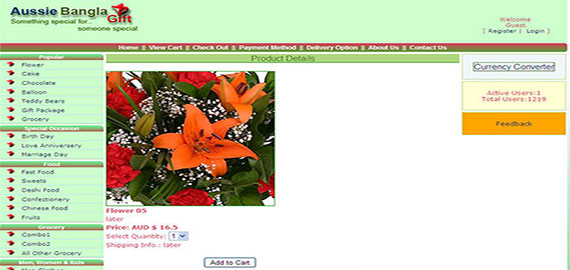 Aussie Bangla
Gift
Something special for..
someone special
Welcome
Guest.
[ Register | Login ]
Home || View Cart || Check Out || Payment Method || Delivery Option || About Us || Contact Us
Popular
Flower
Cake
Chocolate
Balloon
Teddy Bears
Gift Package
Grocery
Special Occasion
Birth Day
Love Anniversery
Marriage Day
Food
Fast Food
Sweets
Deshi Food
Confectionery
Chinese Food
Fruits
Grocery
Combo1
Combo2
All Other Grocery
Men, Women & Kids
Product Details
Flower 05
later
Price: AUD $ 16.5
Select Quantity: 1
Shipping Info.: later
Add to Cart
Currency Converter
Active Users:1
Total Users:1219
Feedback